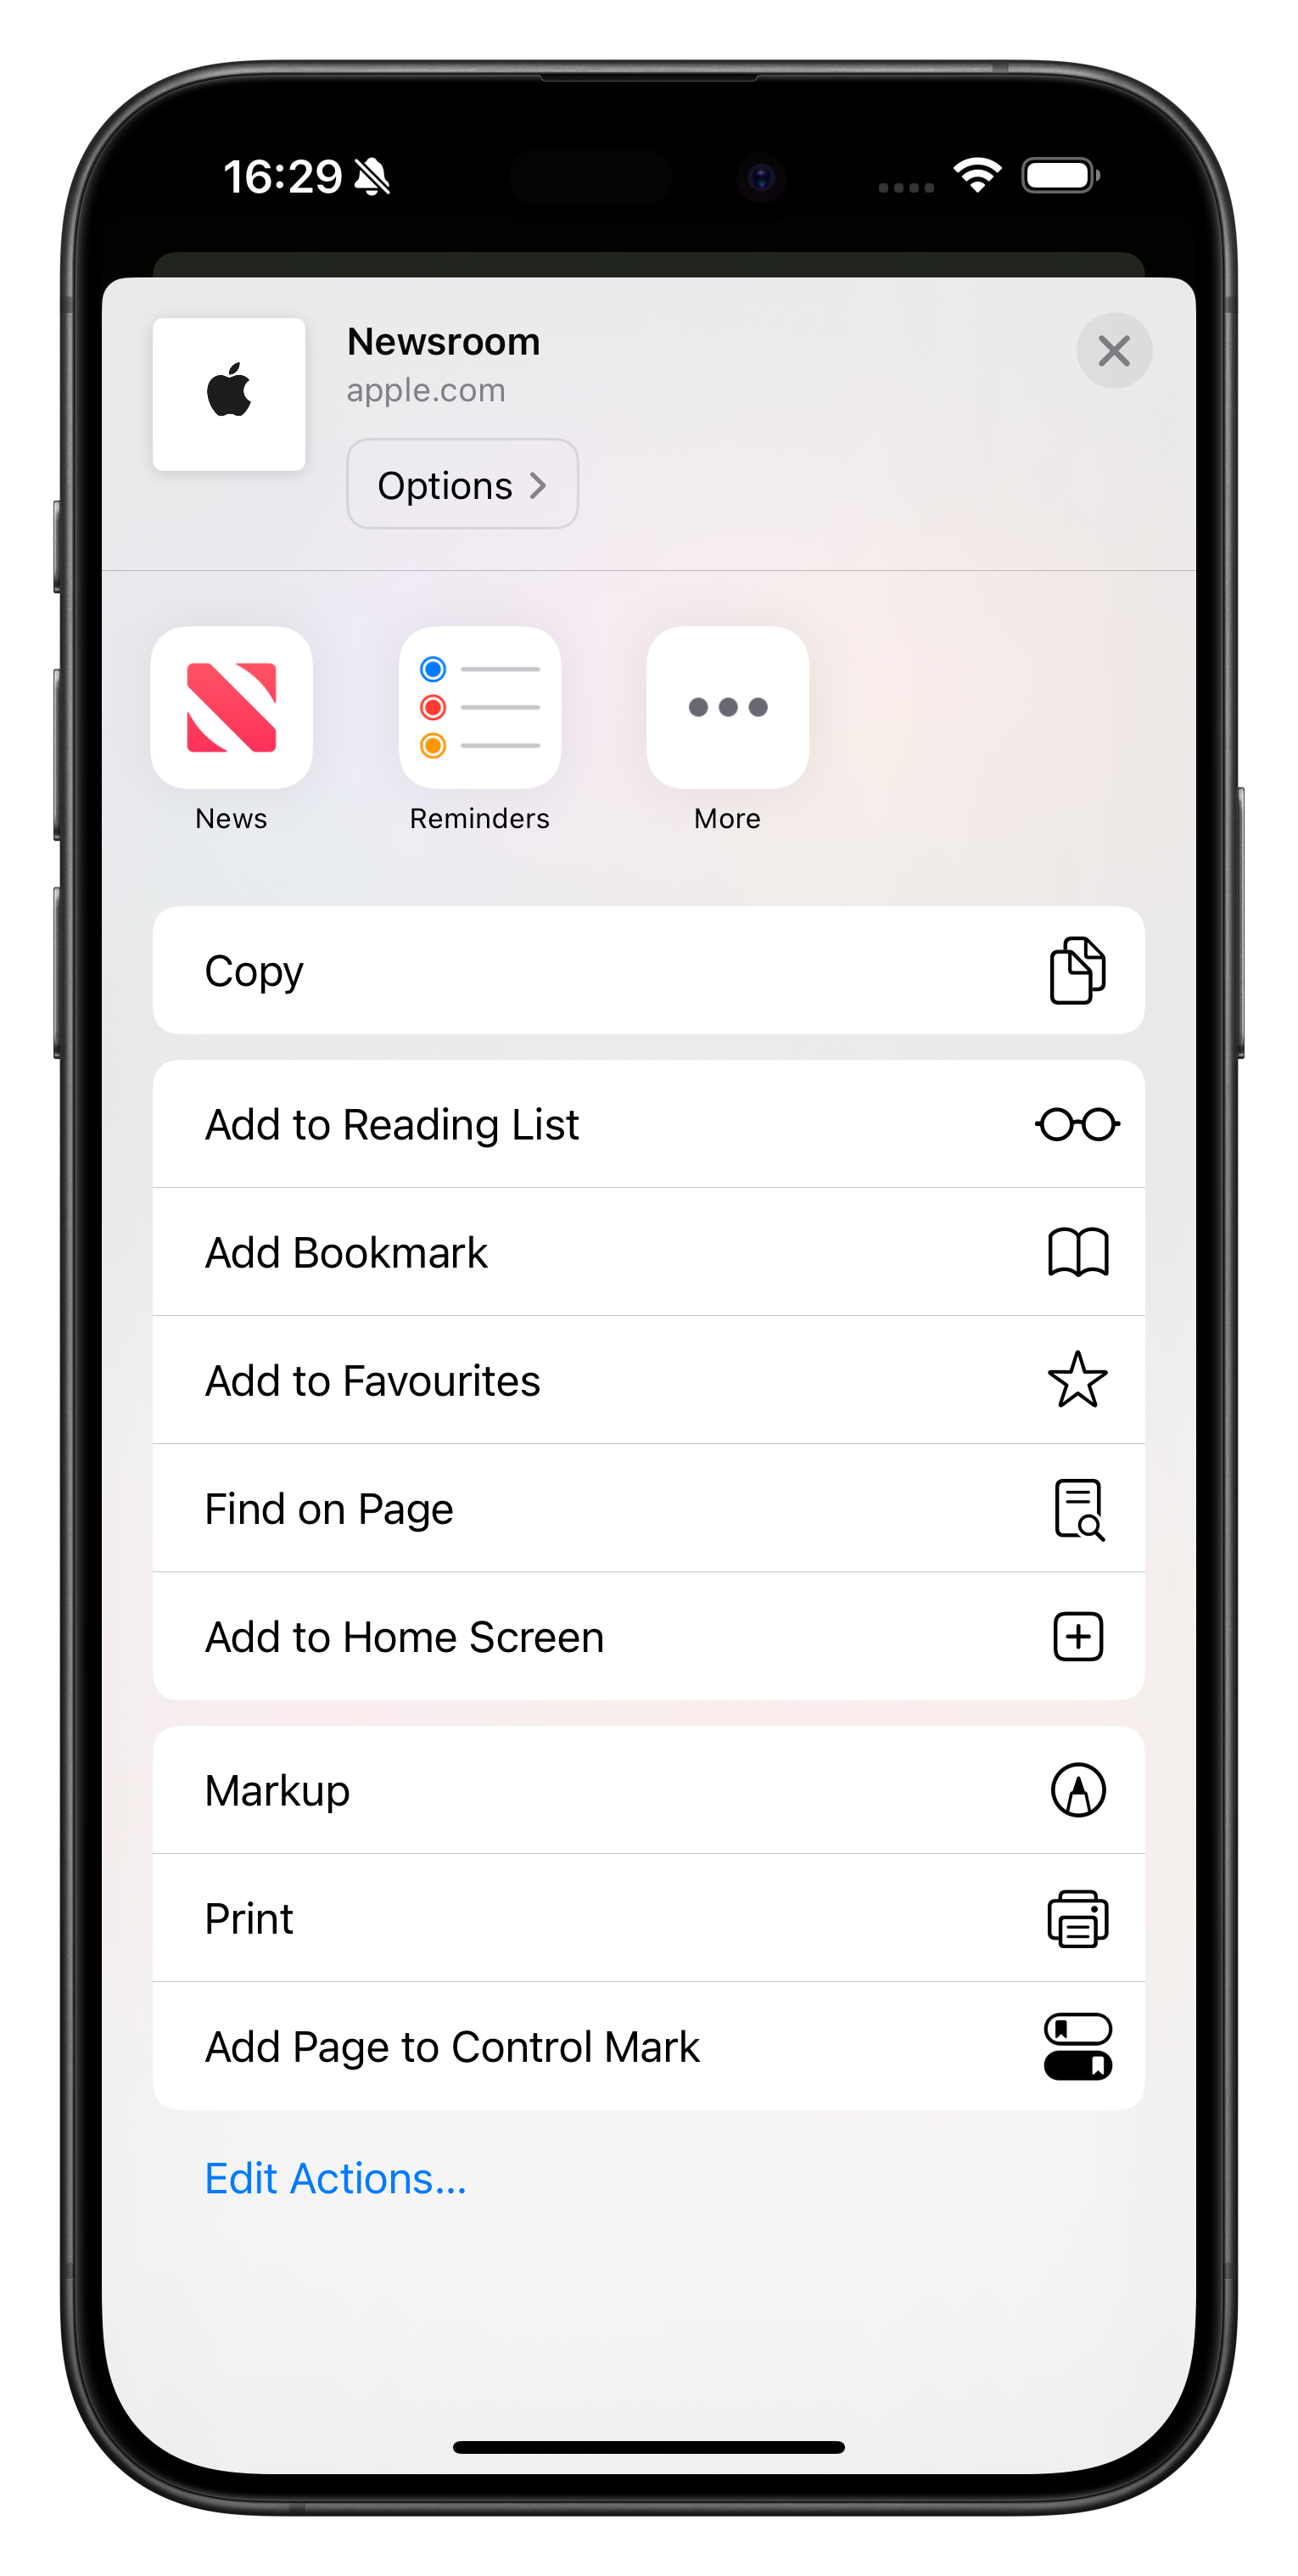 16:29
Newsroom
apple.com
Options
News
Reminders
More
Copy
Add to Reading List
Add Bookmark
Add to Favourites
Find on Page
Add to Home Screen
Markup
Print
Add Page to Control Mark
Edit Actions...